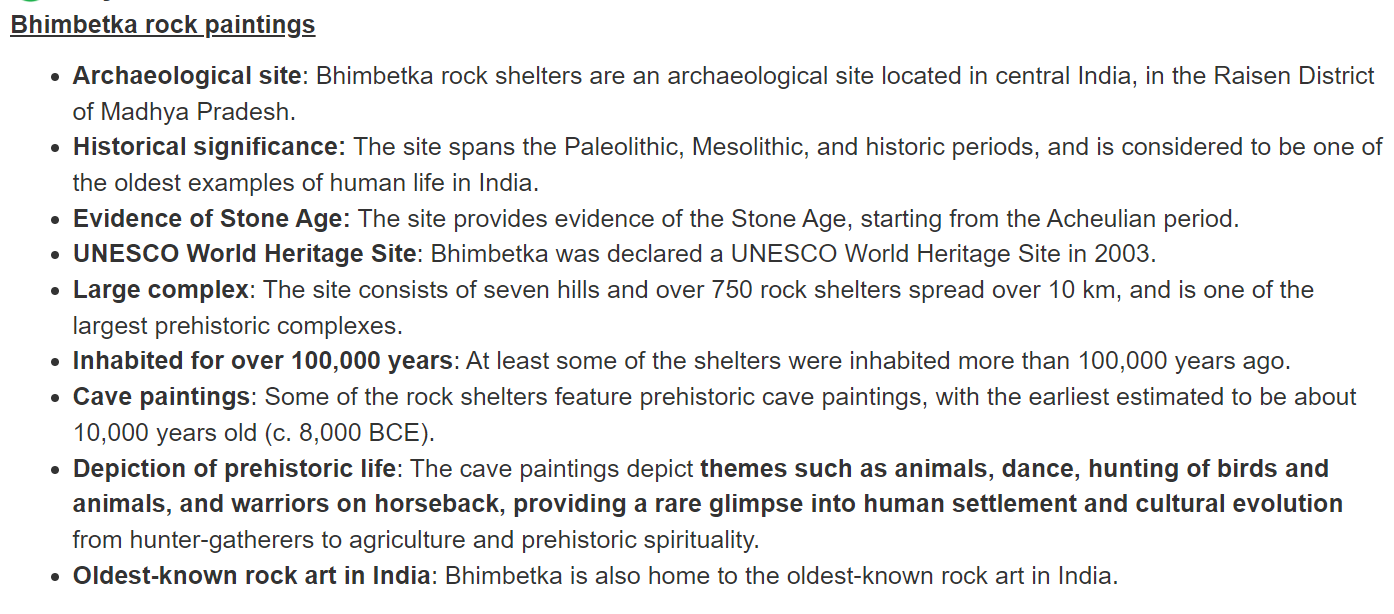 Bhimbetka rock paintings
Archaeological site: Bhimbetka rock shelters are an archaeological site located in central India, in the Raisen District
of Madhya Pradesh.
Historical significance: The site spans the Paleolithic, Mesolithic, and historic periods, and is considered to be one of
the oldest examples of human life in India.
Evidence of Stone Age: The site provides evidence of the Stone Age, starting from the Acheulian period.
UNESCO World Heritage Site: Bhimbetka was declared a UNESCO World Heritage Site in 2003.
Large complex: The site consists of seven hills and over 750 rock shelters spread over 10 km, and is one of the
largest prehistoric complexes.
Inhabited for over 100,000 years: At least some of the shelters were inhabited more than 100,000 years ago.
Cave paintings: Some of the rock shelters feature prehistoric cave paintings, with the earliest estimated to be about
10,000 years old (c. 8,000 BCE).
Depiction of prehistoric life: The cave paintings depict themes such as animals, dance, hunting of birds and
animals, and warriors on horseback, providing a rare glimpse into human settlement and cultural evolution
from hunter-gatherers to agriculture and prehistoric spirituality.
Oldest-known rock art in India: Bhimbetka is also home to the oldest-known rock art in India.